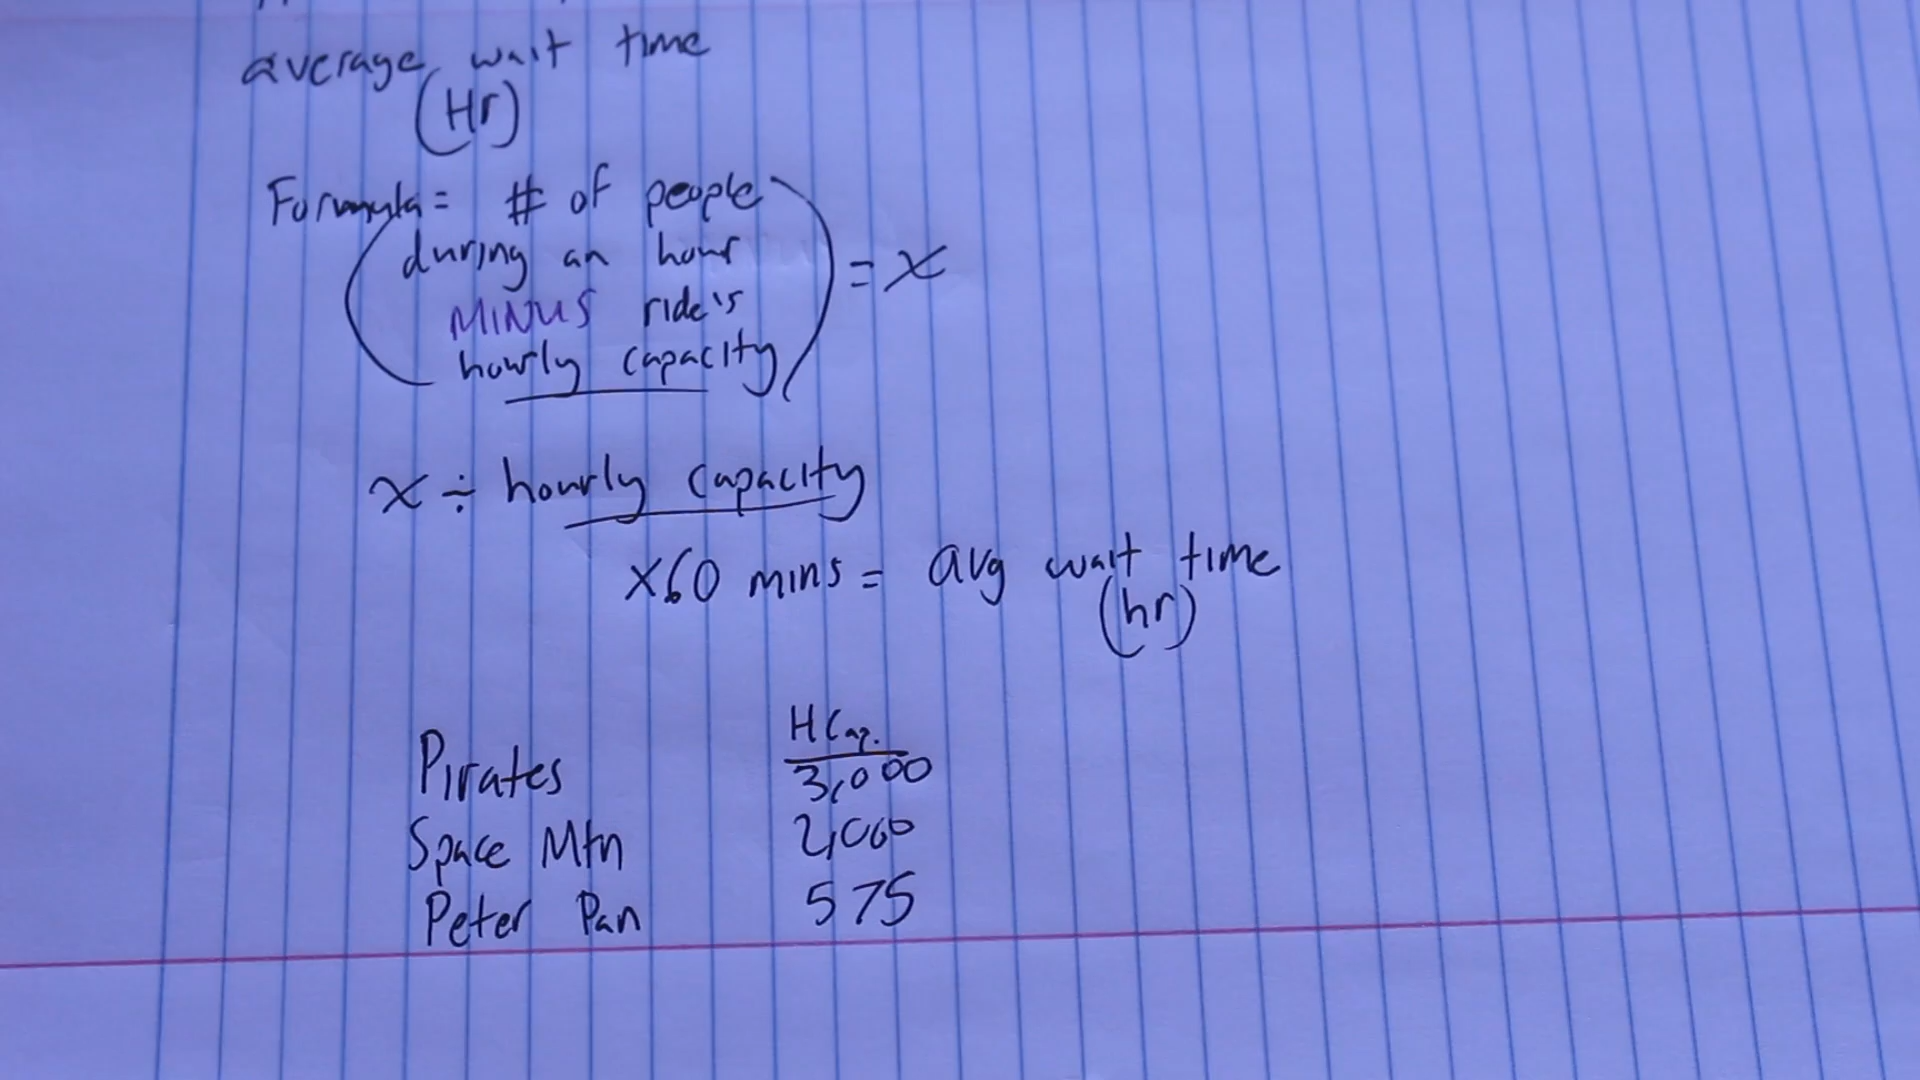 average wait time
(Hr)
Formula = # of people
during an hour
MINUS ride's
hourly capacity
= x
x ÷ hourly capacity
x60 mins = avg wait time
(hr)
HCap.
Pirates 3,000
Space Mtn 2,000
Peter Pan 575